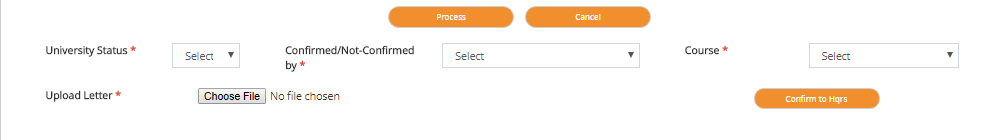 Process Cancel
University Status * Select Confirmed/Not-Confirmed by * Select Course * Select
Upload Letter * Choose File No file chosen Confirm to Hqrs